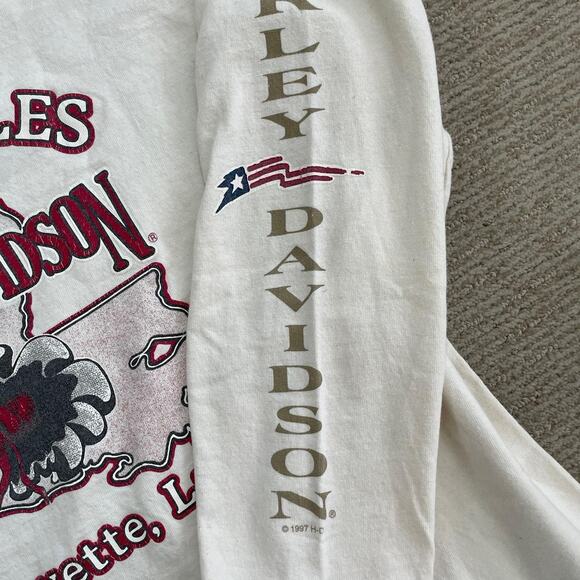 LES
DSON®
ette, L
RLEY
DAVIDSON®
© 1997 H-D